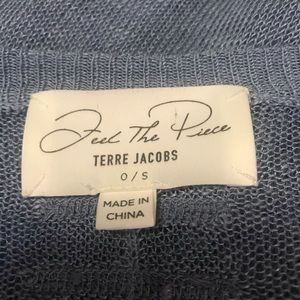 Feel The Piece
TERRE JACOBS
O/S
MADE IN
CHINA